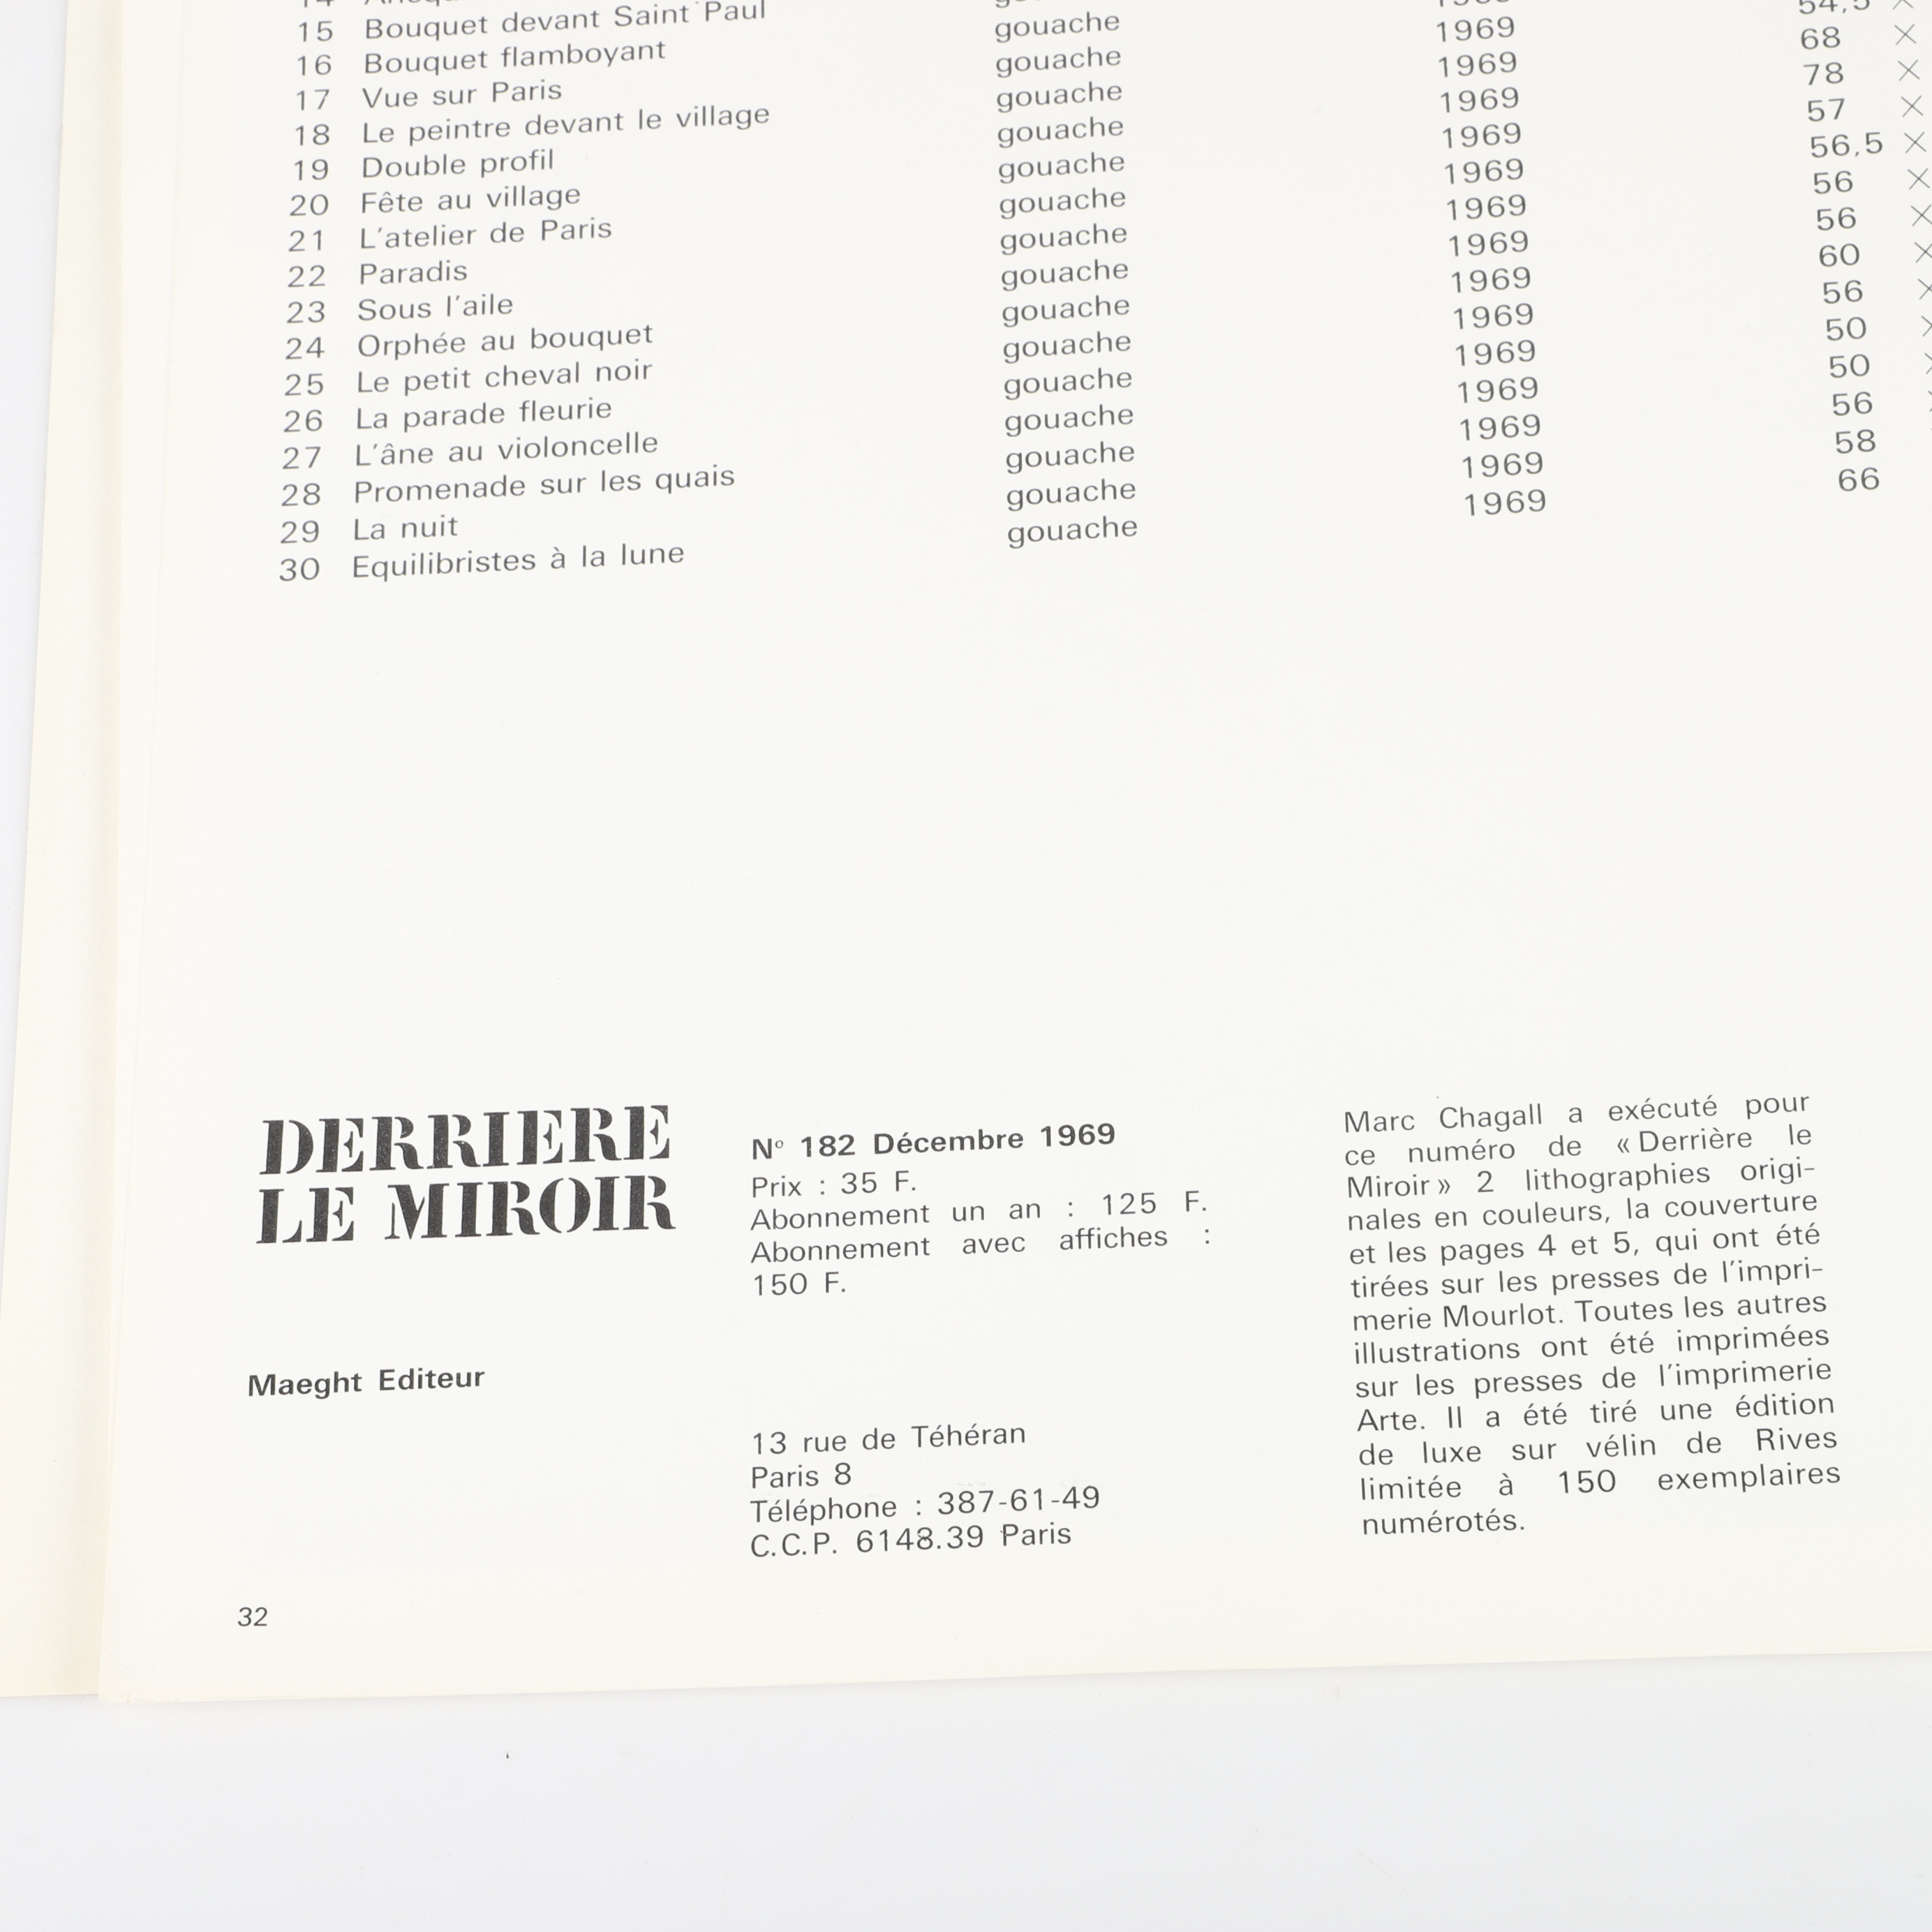 15 Bouquet devant Saint Paul
16 Bouquet flamboyant gouache
17 Vue sur Paris gouache 1969 54,5 ×
18 Le peintre devant le village gouache 1969 68 ×
19 Double profil gouache 1969 78 ×
20 Fête au village gouache 1969 57 ×
21 L'atelier de Paris gouache 1969 56,5 ×
22 Paradis gouache 1969 56 ×
23 Sous l'aile gouache 1969 56 ×
24 Orphée au bouquet gouache 1969 60 ×
25 Le petit cheval noir gouache 1969 56 ×
26 La parade fleurie gouache 1969 50
27 L'âne au violoncelle gouache 1969 50
28 Promenade sur les quais gouache 1969 56
29 La nuit gouache 1969 58
30 Equilibristes à la lune gouache 1969 66
DERRIERE
LE MIROIR
Maeght Editeur
Nº 182 Décembre 1969
Prix : 35 F.
Abonnement un an : 125 F.
Abonnement avec affiches :
150 F.
13 rue de Téhéran
Paris 8
Téléphone : 387-61-49
C.C.P. 6148.39 Paris
Marc Chagall a exécuté pour
ce numéro de « Derrière le
Miroir » 2 lithographies origi-
nales en couleurs, la couverture
et les pages 4 et 5, qui ont été
tirées sur les presses de l'impri-
merie Mourlot. Toutes les autres
illustrations ont été imprimées
sur les presses de l'imprimerie
Arte. Il a été tiré une édition
de luxe sur vélin de Rives
limitée à 150 exemplaires
numérotés.
32